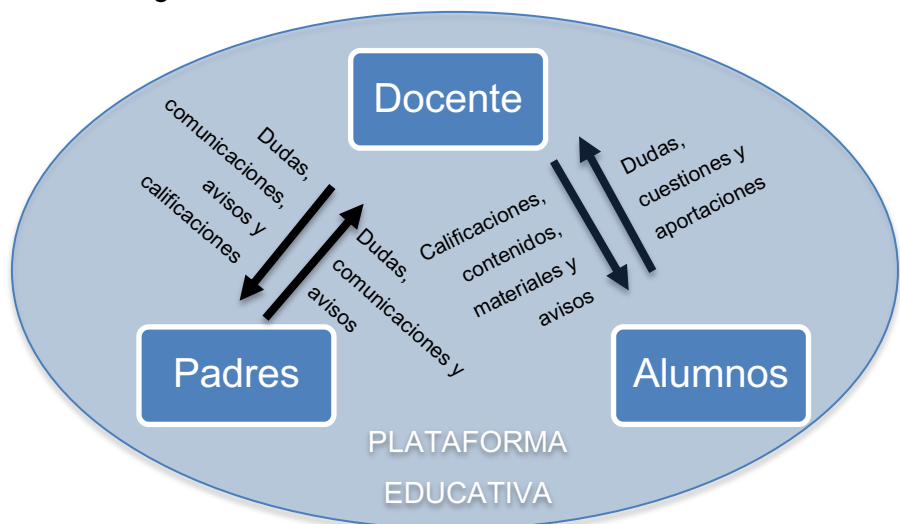 Docente
Dudas,
comunicaciones,
avisos y
calificaciones
Dudas,
comunicaciones y
avisos
Calificaciones,
contenidos,
materiales y
avisos
Dudas,
cuestiones y
aportaciones
Padres
Alumnos
PLATAFORMA
EDUCATIVA